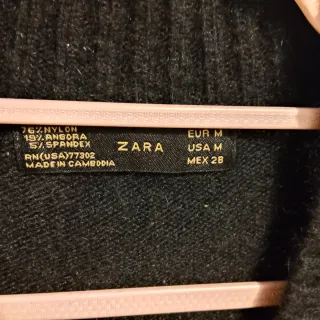 76% NYLON
19% ANGORA
5% SPANDEX
RN(USA)77302
MADE IN CAMBODIA
ZARA
EUR M
USA M
MEX 28